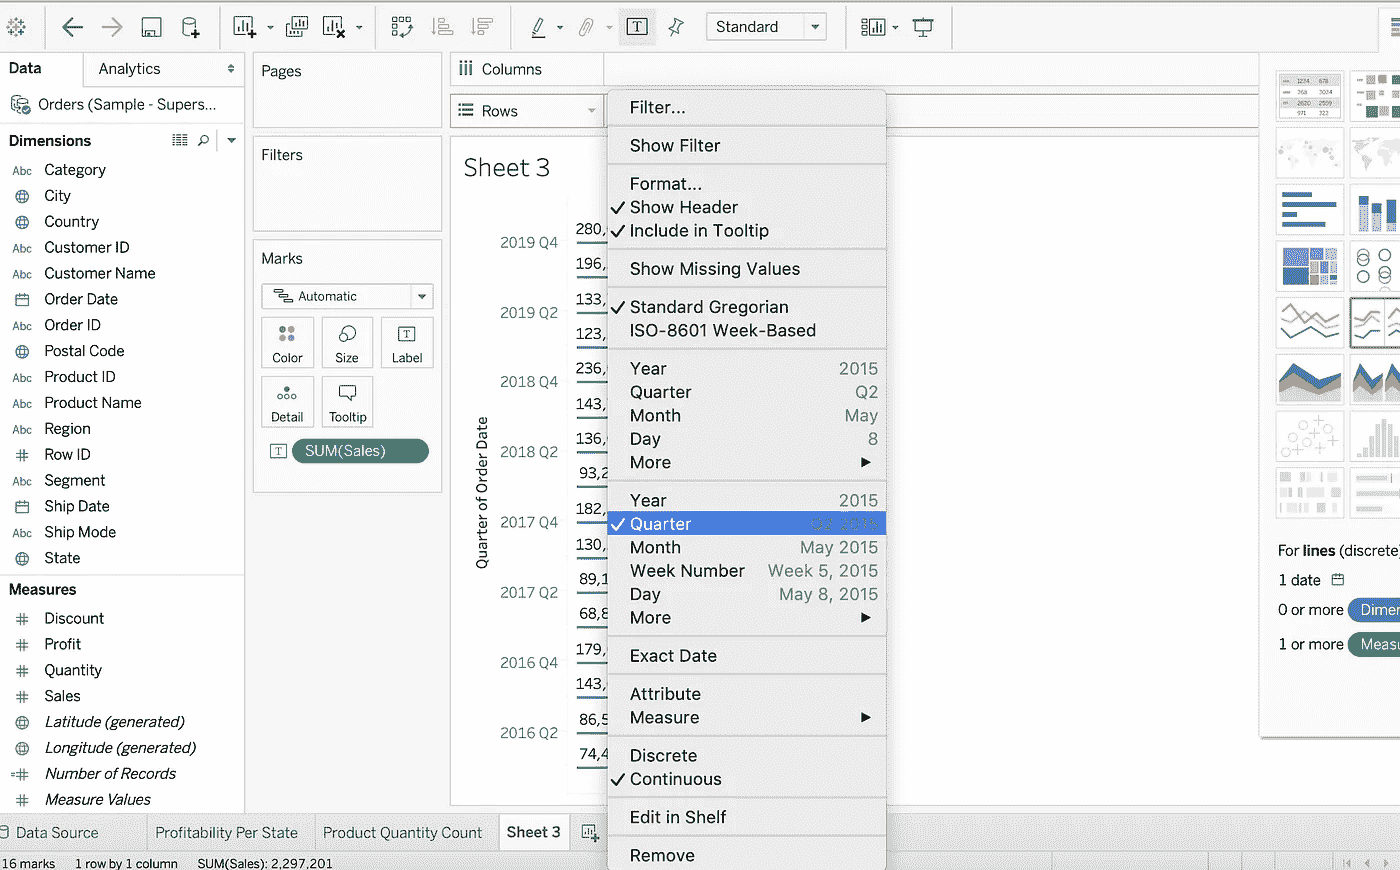 Standard
Data
Analytics
Orders (Sample - Supers...
Dimensions
Abc Category
City
Country
Abc Customer ID
Abc Customer Name
Order Date
Abc Order ID
Postal Code
Abc Product ID
Abc Product Name
Abc Region
# Row ID
Abc Segment
Ship Date
Abc Ship Mode
State
Measures
# Discount
# Profit
# Quantity
# Sales
Latitude (generated)
Longitude (generated)
=# Number of Records
# Measure Values
Pages
Filters
Marks
Automatic
Color
Size
T
Label
Detail
Tooltip
T SUM(Sales)
Columns
Rows
Sheet 3
Quarter of Order Date
2019 Q4
280,
196,
2019 Q2
133,
123,
2018 Q4
236,
143,
2018 Q2
136,
93,2
2017 Q4
182,
130,
2017 Q2
89,1
68,8
2016 Q4
179,
143,
2016 Q2
86,5
74,4
Filter...
Show Filter
Format...
Show Header
Include in Tooltip
Show Missing Values
Standard Gregorian
ISO-8601 Week-Based
Year 2015
Quarter Q2
Month May
Day 8
More
Year 2015
Quarter Q2 2015
Month May 2015
Week Number Week 5, 2015
Day May 8, 2015
More
Exact Date
Attribute
Measure
Discrete
Continuous
Edit in Shelf
Remove
For lines (discrete
1 date
0 or more Dimen
1 or more Measu
Data Source
Profitability Per State
Product Quantity Count
Sheet 3
16 marks
1 row by 1 column
SUM(Sales): 2,297,201